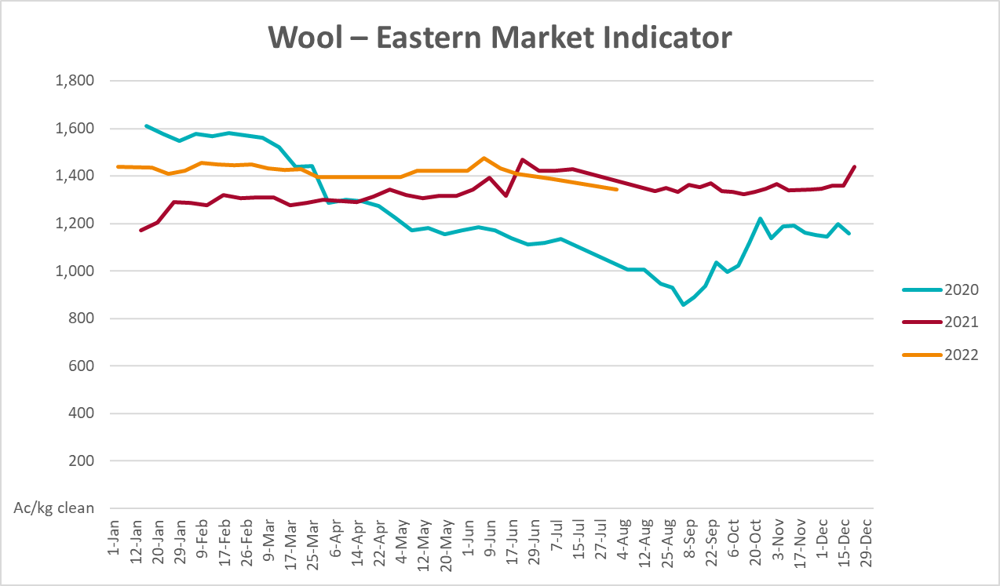 Wool – Eastern Market Indicator
1,800
1,600
1,400
1,200
1,000
800
600
400
200
Ac/kg clean
1-Jan
12-Jan
20-Jan
29-Jan
9-Feb
17-Feb
26-Feb
9-Mar
17-Mar
25-Mar
6-Apr
14-Apr
22-Apr
4-May
12-May
20-May
1-Jun
9-Jun
17-Jun
29-Jun
7-Jul
15-Jul
27-Jul
4-Aug
12-Aug
25-Aug
8-Sep
22-Sep
6-Oct
20-Oct
3-Nov
17-Nov
1-Dec
15-Dec
29-Dec
2020
2021
2022